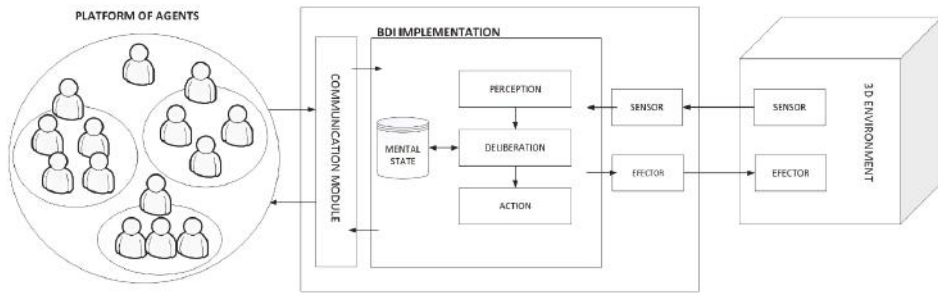 PLATFORM OF AGENTS
COMMUNICATION MODULE
BDI IMPLEMENTATION
PERCEPTION
MENTAL
STATE
DELIBERATION
ACTION
SENSOR
EFECTOR
SENSOR
EFECTOR
3D ENVIRONMENT